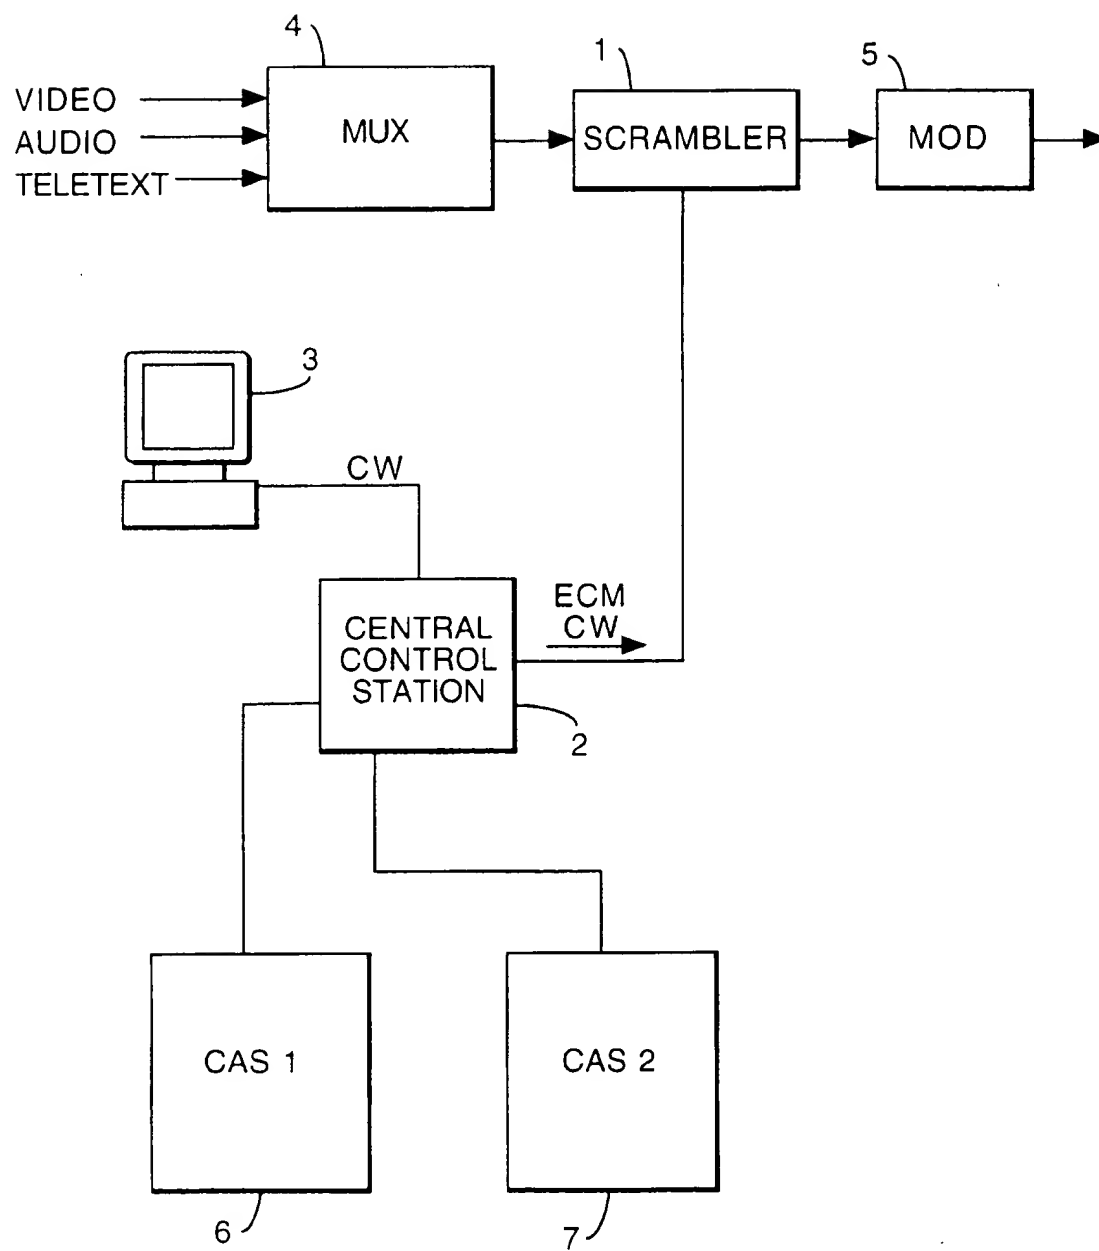 4
1
5
VIDEO
AUDIO
TELETEXT
MUX
SCRAMBLER
MOD
3
CW
ECM
CW
CENTRAL
CONTROL
STATION
2
CAS 1
CAS 2
6
7